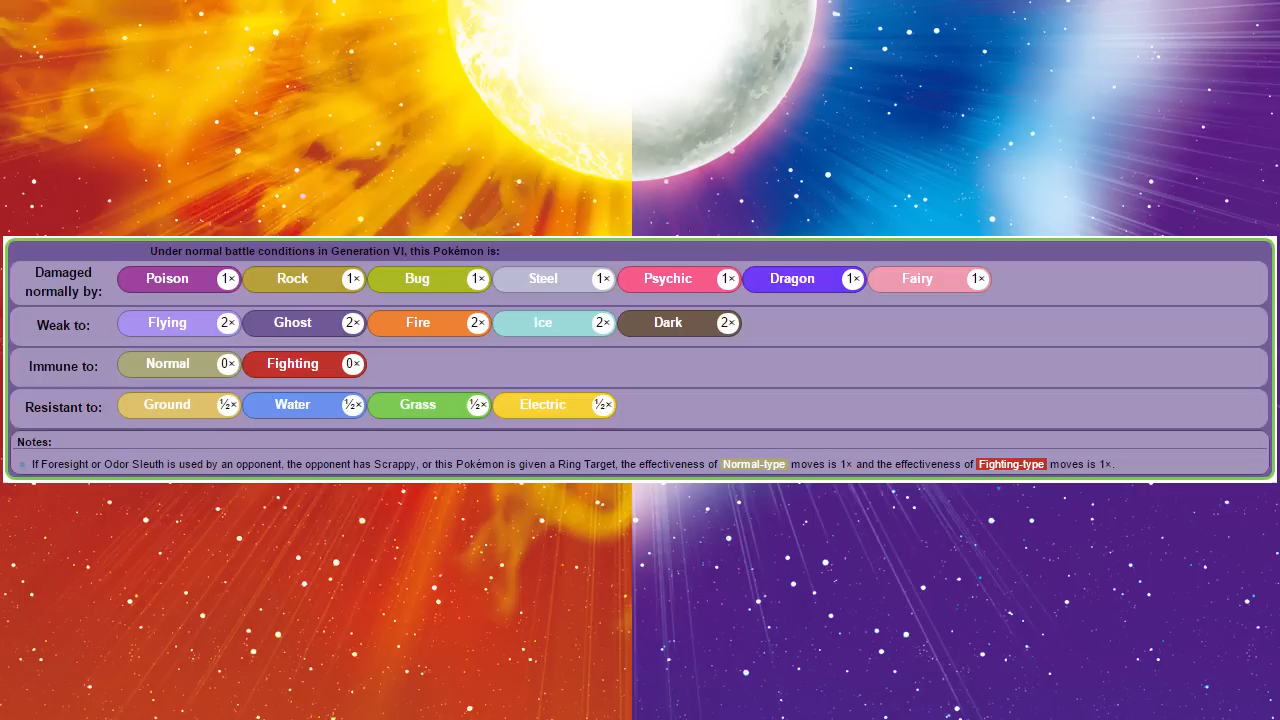 Under normal battle conditions in Generation VI, this Pokémon is:
Damaged normally by: Poison 1× Rock 1× Bug 1× Steel 1× Psychic 1× Dragon 1× Fairy 1×
Weak to: Flying 2× Ghost 2× Fire 2× Ice 2× Dark 2×
Immune to: Normal 0× Fighting 0×
Resistant to: Ground ½× Water ½× Grass ½× Electric ½×
Notes:
If Foresight or Odor Sleuth is used by an opponent, the opponent has Scrappy, or this Pokémon is given a Ring Target, the effectiveness of Normal-type moves is 1× and the effectiveness of Fighting-type moves is 1×.